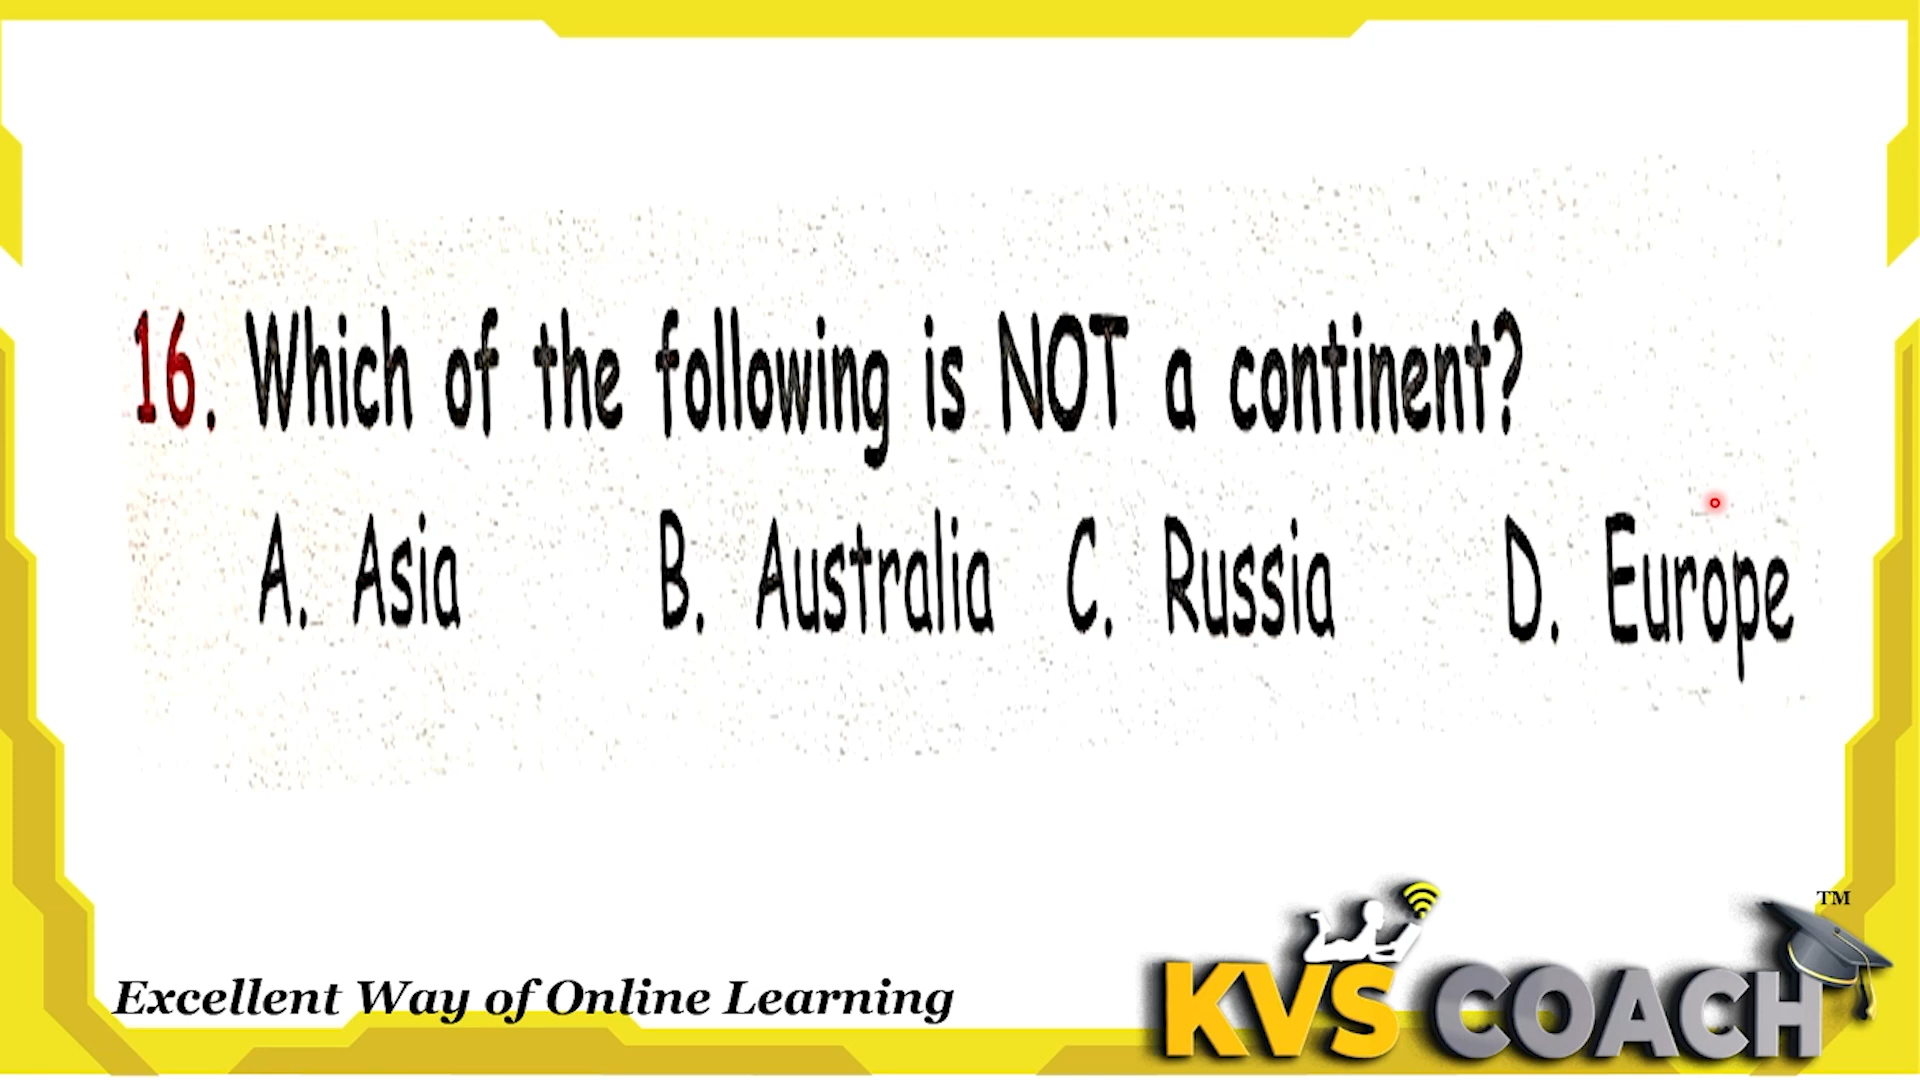 16. Which of the following is NOT a continent?
A. Asia B. Australia C. Russia D. Europe
Excellent Way of Online Learning
KVS COACH TM